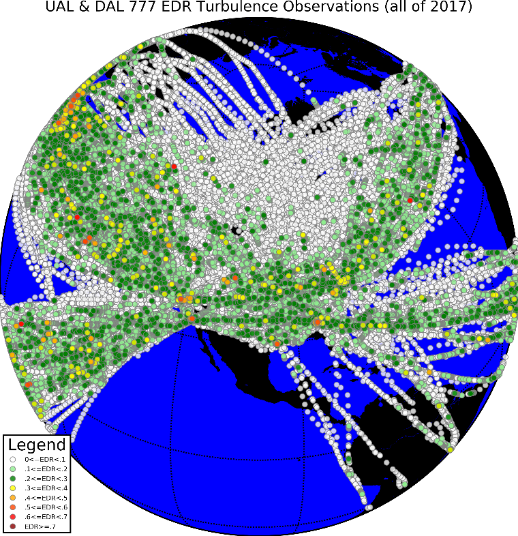 UAL & DAL 777 EDR Turbulence Observations (all of 2017)
Legend
0<=EDR<.1
.1<=EDR<.2
.2<=EDR<.3
.3<=EDR<.4
.4<=EDR<.5
.5<=EDR<.6
.6<=EDR<.7
EDR>=.7